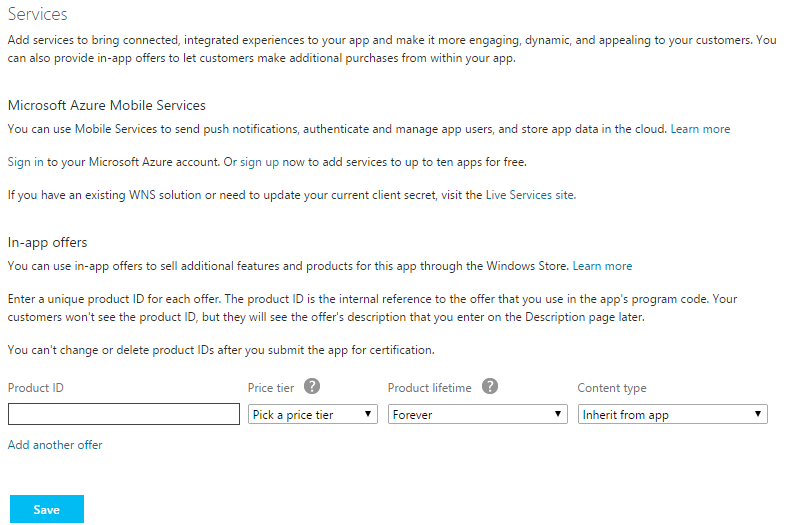 Services
Add services to bring connected, integrated experiences to your app and make it more engaging, dynamic, and appealing to your customers. You
can also provide in-app offers to let customers make additional purchases from within your app.
Microsoft Azure Mobile Services
You can use Mobile Services to send push notifications, authenticate and manage app users, and store app data in the cloud. Learn more
Sign in to your Microsoft Azure account. Or sign up now to add services to up to ten apps for free.
If you have an existing WNS solution or need to update your current client secret, visit the Live Services site.
In-app offers
You can use in-app offers to sell additional features and products for this app through the Windows Store. Learn more
Enter a unique product ID for each offer. The product ID is the internal reference to the offer that you use in the app's program code. Your
customers won't see the product ID, but they will see the offer's description that you enter on the Description page later.
You can't change or delete product IDs after you submit the app for certification.
Product ID Price tier ? Product lifetime ? Content type
Pick a price tier Forever Inherit from app
Add another offer
Save